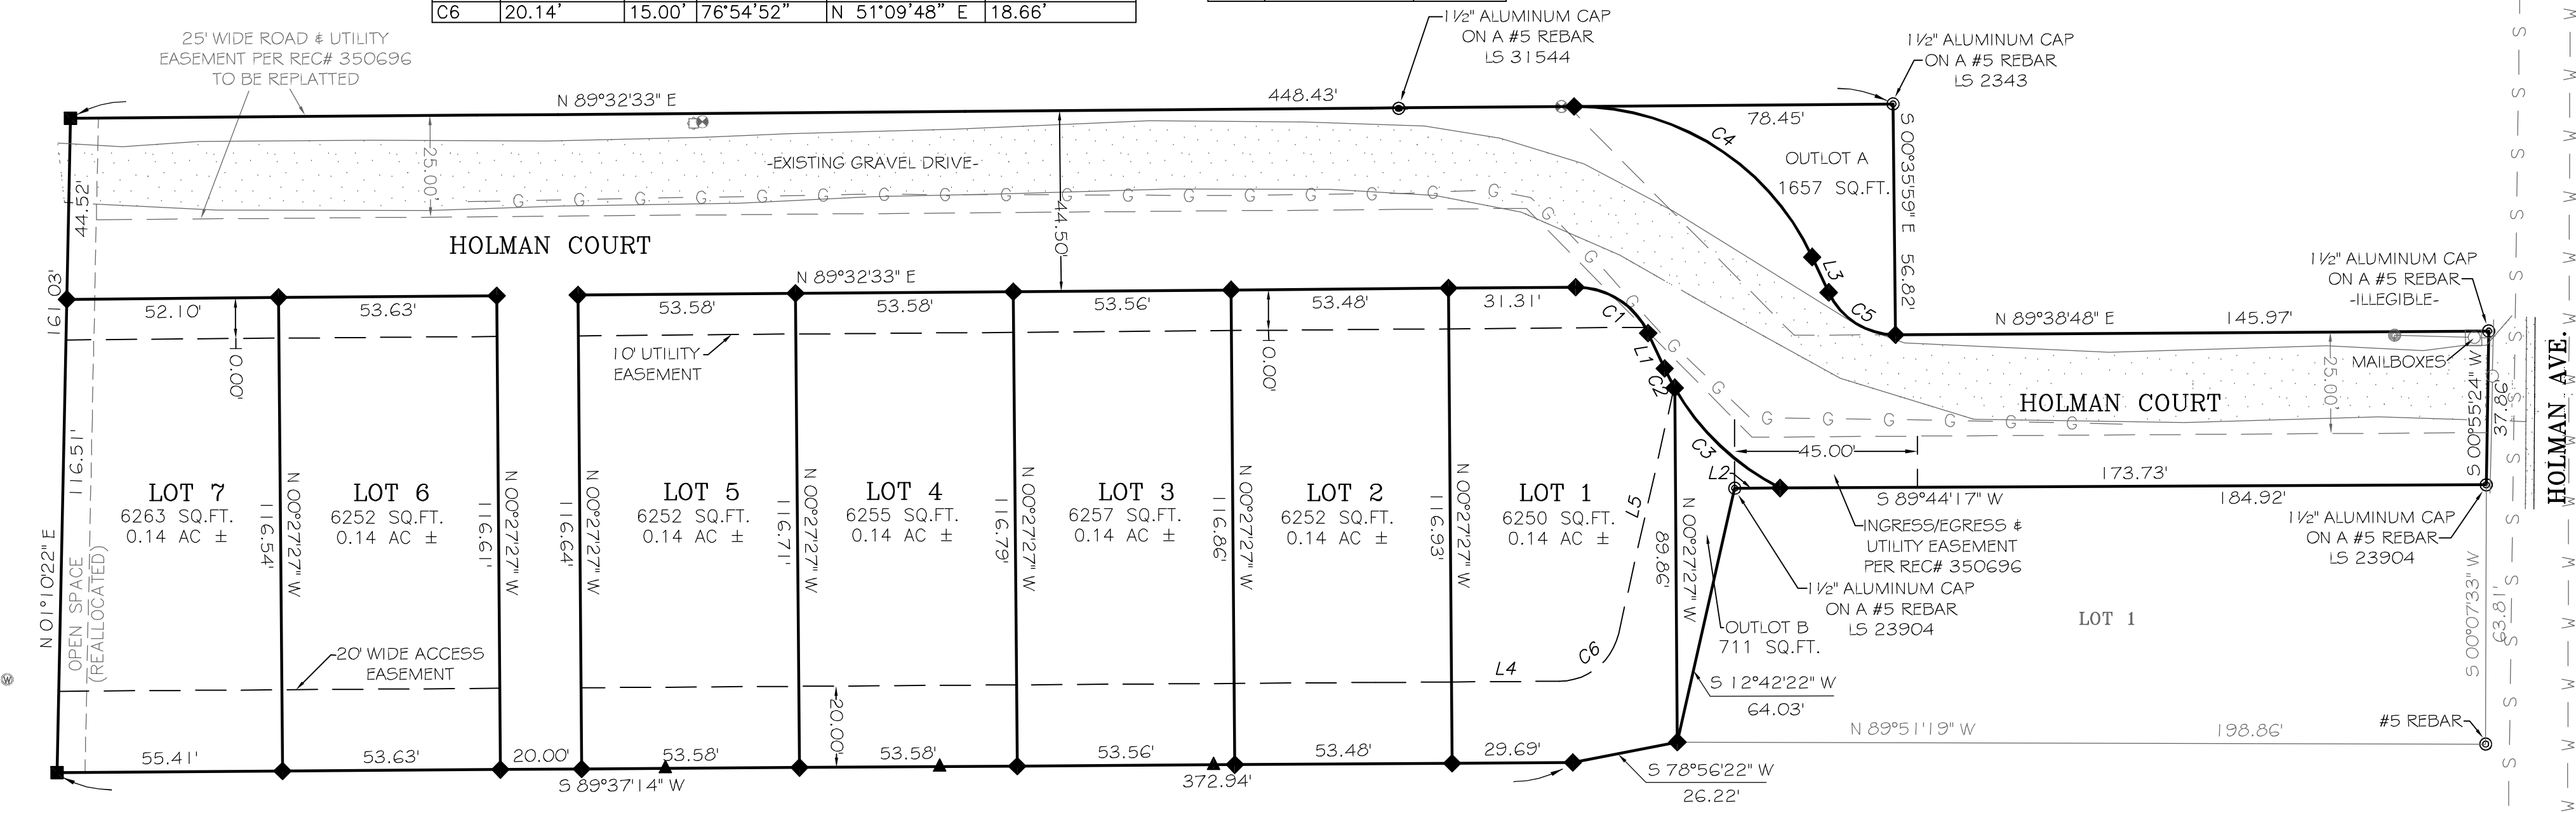 C6 20.14' 15.00' 76°54'52" N 51°09'48" E 18.66'
25' WIDE ROAD & UTILITY
EASEMENT PER REC# 350696
TO BE REPLATTED
1 1/2" ALUMINUM CAP
ON A #5 REBAR
LS 31544
1 1/2" ALUMINUM CAP
ON A #5 REBAR
LS 2343
N 89°32'33" E
448.43'
78.45'
C4
S 00°35'59" E 56.82'
OUTLOT A
1657 SQ.FT.
-EXISTING GRAVEL DRIVE-
25.00'
44.52'
44.50'
G G G G G G G G G G G G G G G G G G G
HOLMAN COURT
N 89°32'33" E
L3
C5
161.03'
52.10'
53.63'
53.58'
53.58'
53.56'
53.48'
31.31'
C1
L1
C2
10.00'
10' UTILITY
EASEMENT
10.00'
1 1/2" ALUMINUM CAP
ON A #5 REBAR
-ILLEGIBLE-
N 89°38'48" E
145.97'
MAILBOXES
25.00'
S 00°55'24" W
37.86'
HOLMAN AVE.
HOLMAN COURT
G G G G G G
C3
L2
45.00'
173.73'
S 89°44'17" W
184.92'
116.51'
N 01°10'22" E
OPEN SPACE
(REALLOCATED)
LOT 7
6263 SQ.FT.
0.14 AC ±
116.54'
N 00°27'27" W
LOT 6
6252 SQ.FT.
0.14 AC ±
116.61'
N 00°27'27" W
116.64'
N 00°27'27" W
LOT 5
6252 SQ.FT.
0.14 AC ±
116.71'
N 00°27'27" W
LOT 4
6255 SQ.FT.
0.14 AC ±
116.79'
N 00°27'27" W
LOT 3
6257 SQ.FT.
0.14 AC ±
116.86'
N 00°27'27" W
LOT 2
6252 SQ.FT.
0.14 AC ±
116.93'
N 00°27'27" W
LOT 1
6250 SQ.FT.
0.14 AC ±
L5
89.86'
N 00°27'27" W
INGRESS/EGRESS &
UTILITY EASEMENT
PER REC# 350696
1 1/2" ALUMINUM CAP
ON A #5 REBAR
LS 23904
1 1/2" ALUMINUM CAP
ON A #5 REBAR
LS 23904
OUTLOT B
711 SQ.FT.
LOT 1
S 00°07'33" W
63.81'
20' WIDE ACCESS
EASEMENT
L4
C6
S 12°42'22" W
64.03'
#5 REBAR
N 89°51'19" W
198.86'
20.00'
55.41'
53.63'
20.00'
53.58'
53.58'
53.56'
53.48'
29.69'
S 89°37'14" W
372.94'
S 78°56'22" W
26.22'
W
S S S S S S S S S S S S
W W W W W W W W W W W W